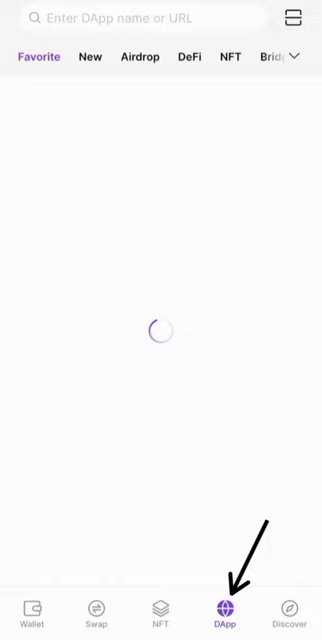 Enter DApp name or URL
Favorite New Airdrop DeFi NFT
Wallet Swap NFT DApp Discover